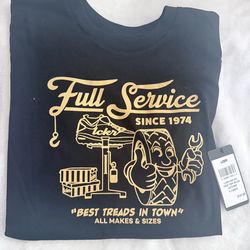 Full Service
SINCE 1974
"BEST TREADS IN TOWN"
ALL MAKES & SIZES